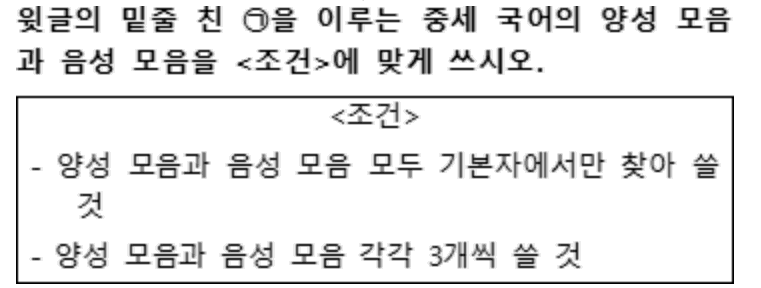 윗글의 밑줄 친 ㉠을 이루는 중세 국어의 양성 모음
과 음성 모음을 <조건>에 맞게 쓰시오.
<조건>
- 양성 모음과 음성 모음 모두 기본자에서만 찾아 쓸
것
- 양성 모음과 음성 모음 각각 3개씩 쓸 것